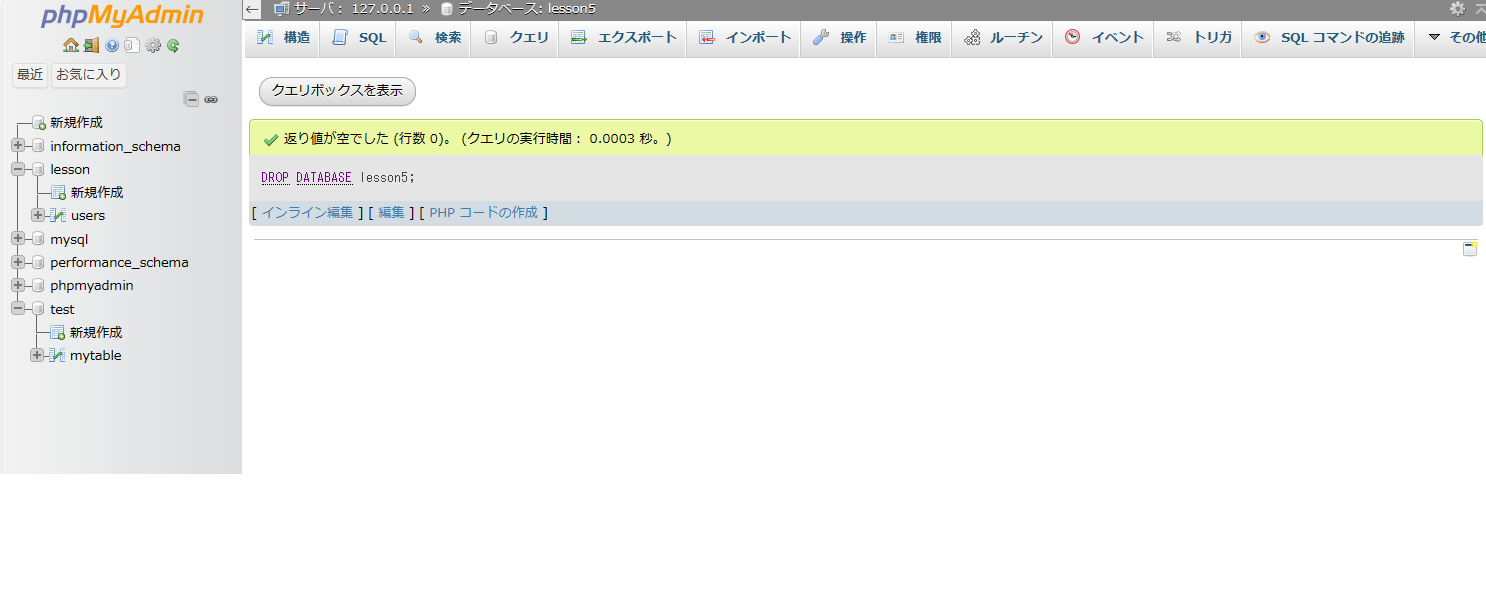 phpMyAdmin
最近 お気に入り
新規作成
information_schema
lesson
新規作成
users
mysql
performance_schema
phpmyadmin
test
新規作成
mytable
サーバ： 127.0.0.1 » データベース: lesson5
構造 SQL 検索 クエリ エクスポート インポート 操作 権限 ルーチン イベント トリガ SQL コマンドの追跡 その他
クエリボックスを表示
返り値が空でした (行数 0)。 (クエリの実行時間： 0.0003 秒。)
DROP DATABASE lesson5;
[ インライン編集 ] [ 編集 ] [ PHP コードの作成 ]